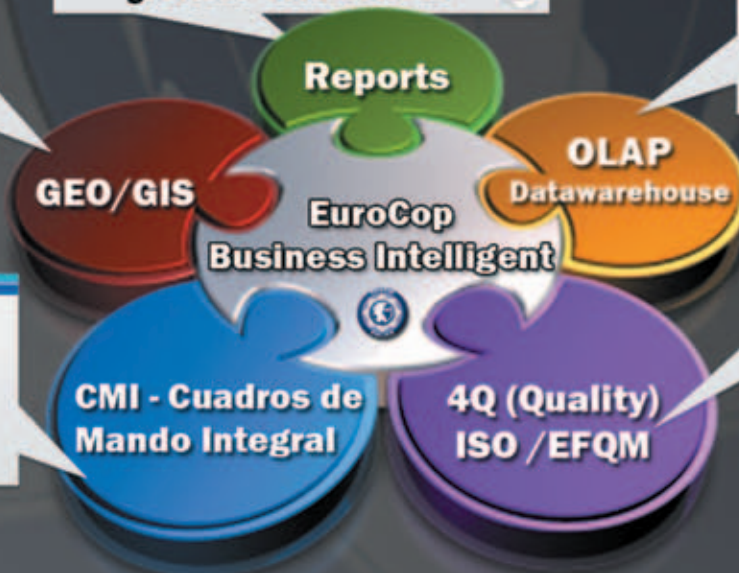 Reports
GEO/GIS
OLAP
Datawarehouse
EuroCop
Business Intelligent
CMI - Cuadros de
Mando Integral
4Q (Quality)
ISO /EFQM